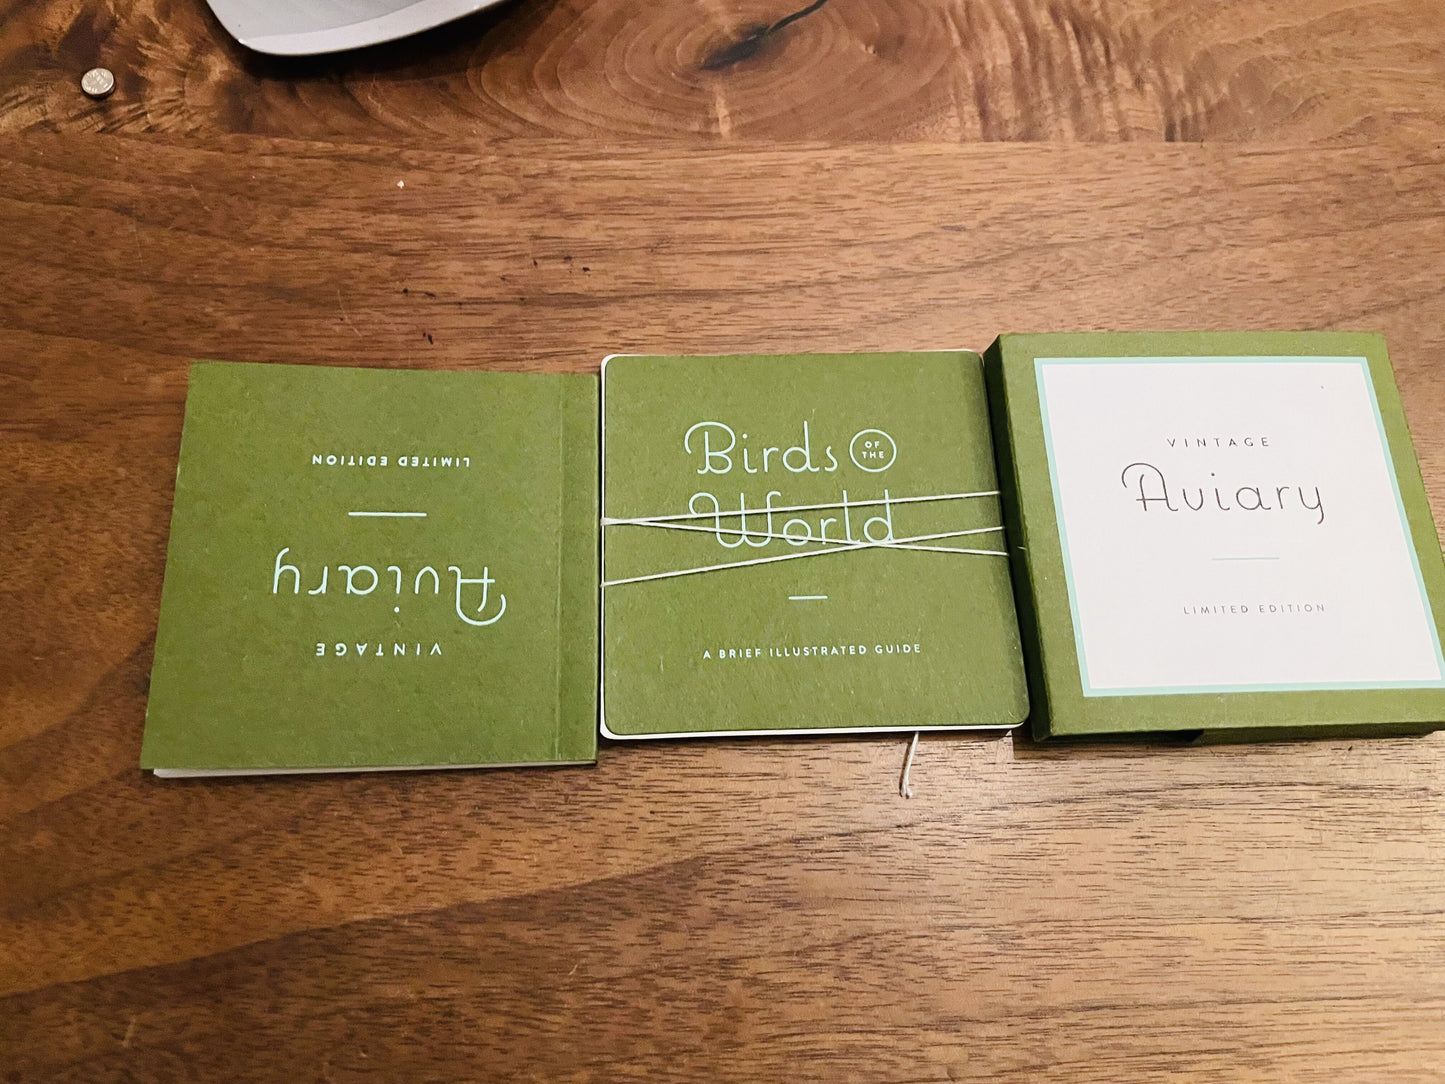 VINTAGE
Aviary
LIMITED EDITION
Birds OF THE
World
A BRIEF ILLUSTRATED GUIDE
VINTAGE
Aviary
LIMITED EDITION